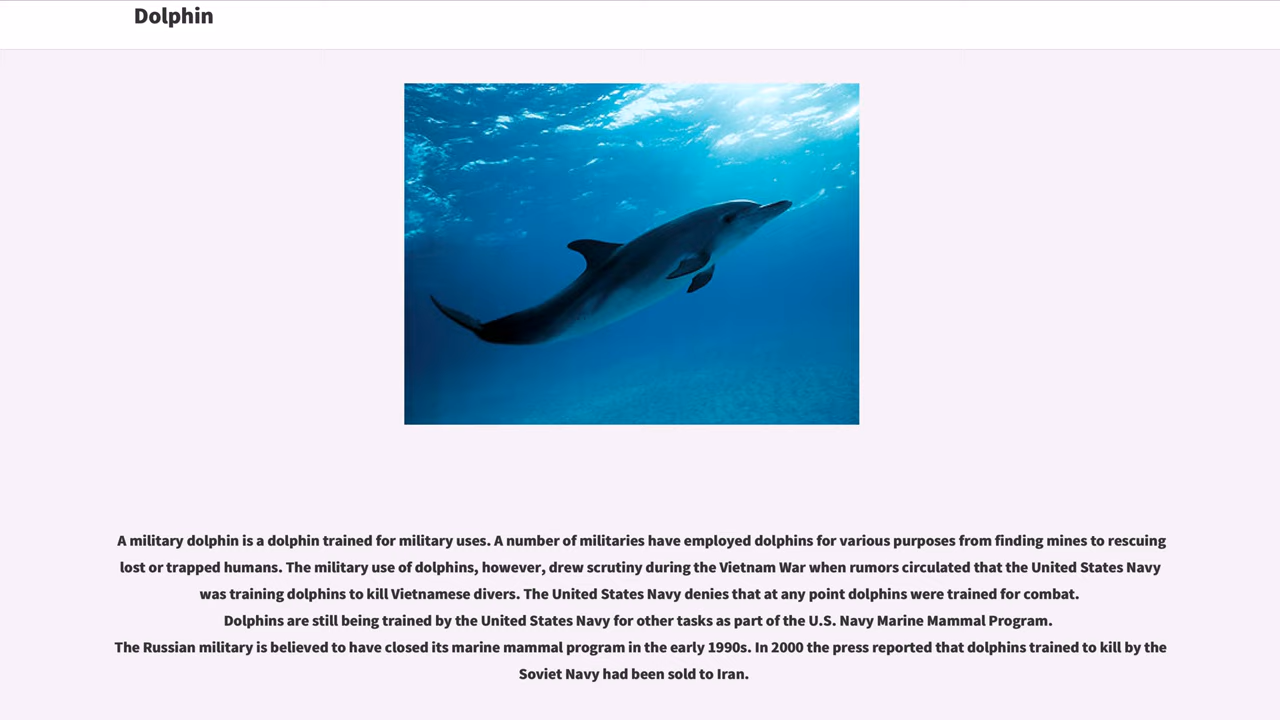 Dolphin
A military dolphin is a dolphin trained for military uses. A number of militaries have employed dolphins for various purposes from finding mines to rescuing
lost or trapped humans. The military use of dolphins, however, drew scrutiny during the Vietnam War when rumors circulated that the United States Navy
was training dolphins to kill Vietnamese divers. The United States Navy denies that at any point dolphins were trained for combat.
Dolphins are still being trained by the United States Navy for other tasks as part of the U.S. Navy Marine Mammal Program.
The Russian military is believed to have closed its marine mammal program in the early 1990s. In 2000 the press reported that dolphins trained to kill by the
Soviet Navy had been sold to Iran.